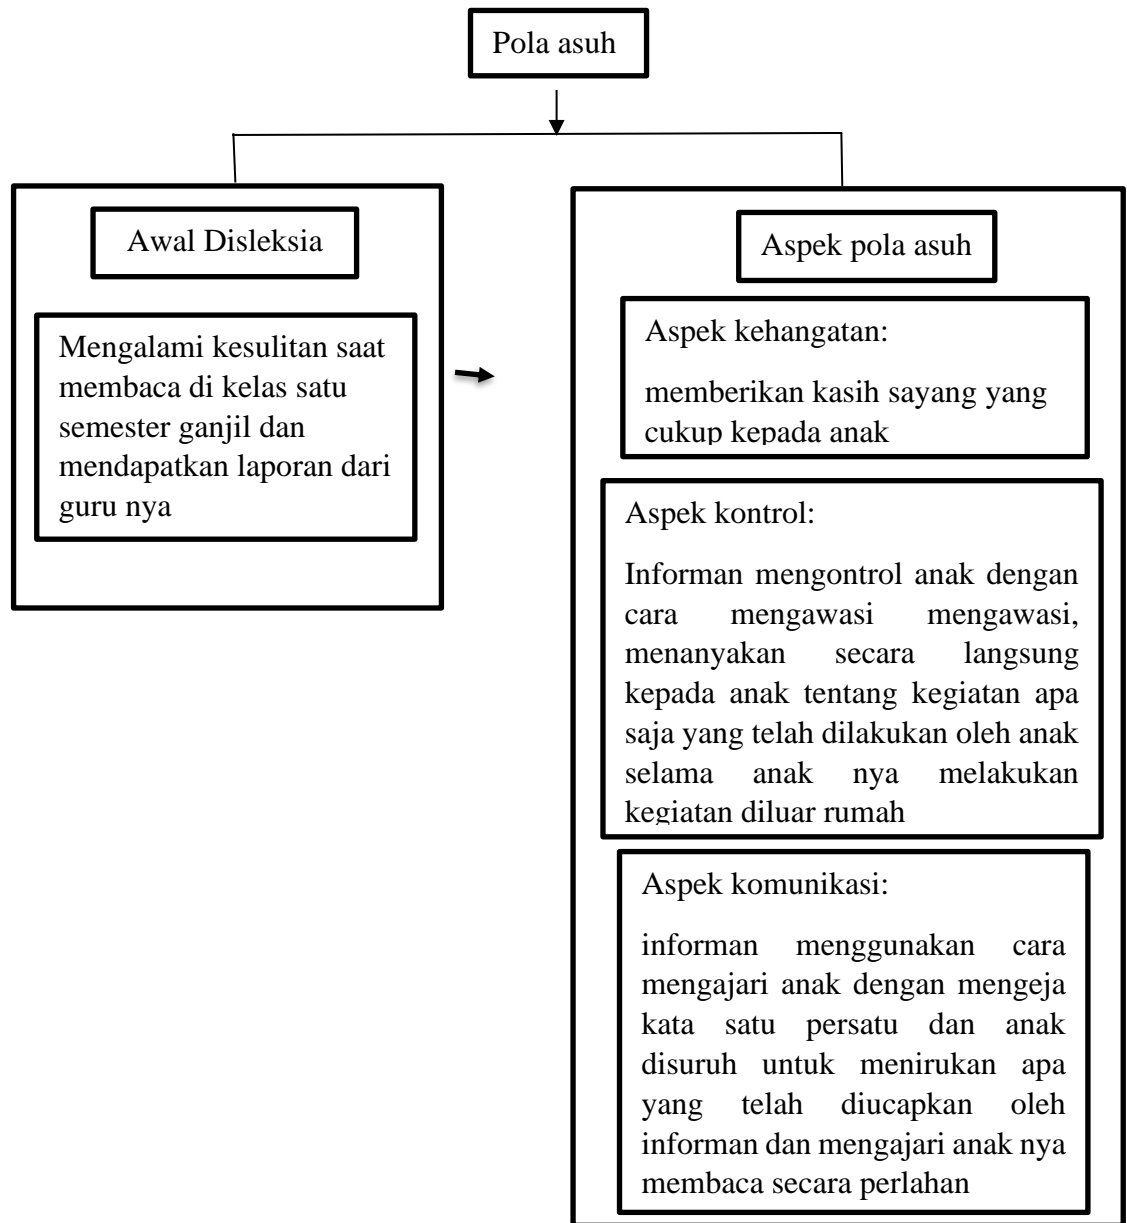 Pola asuh
Awal Disleksia
Mengalami kesulitan saat
membaca di kelas satu
semester ganjil dan
mendapatkan laporan dari
guru nya
Aspek pola asuh
Aspek kehangatan:
memberikan kasih sayang yang
cukup kepada anak
Aspek kontrol:
Informan mengontrol anak dengan
cara mengawasi mengawasi,
menanyakan secara langsung
kepada anak tentang kegiatan apa
saja yang telah dilakukan oleh anak
selama anak nya melakukan
kegiatan diluar rumah
Aspek komunikasi:
informan menggunakan cara
mengajari anak dengan mengeja
kata satu persatu dan anak
disuruh untuk menirukan apa
yang telah diucapkan oleh
informan dan mengajari anak nya
membaca secara perlahan